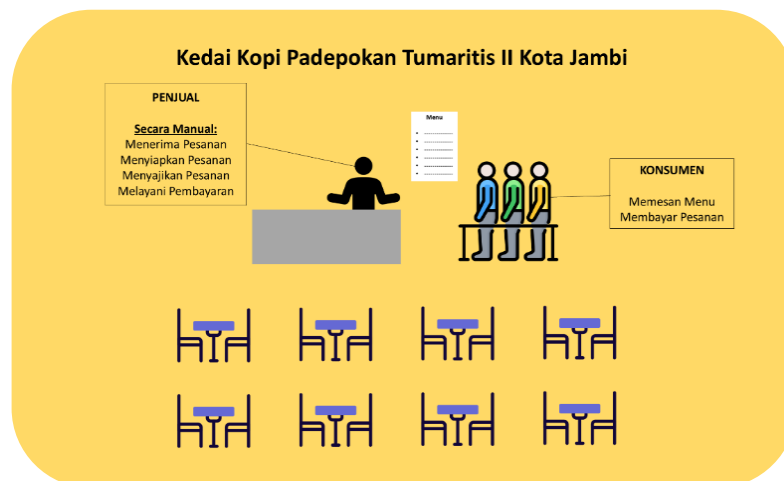 Kedai Kopi Padepokan Tumaritis II Kota Jambi
PENJUAL
Secara Manual:
Menerima Pesanan
Menyiapkan Pesanan
Menyajikan Pesanan
Melayani Pembayaran
Menu
KONSUMEN
Memesan Menu
Membayar Pesanan